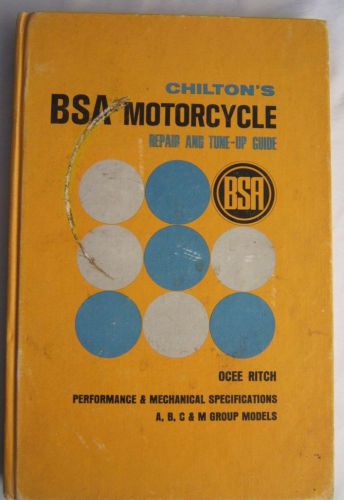 CHILTON'S
BSA MOTORCYCLE
REPAIR AND TUNE-UP GUIDE
BSA
OCEE RITCH
PERFORMANCE & MECHANICAL SPECIFICATIONS
A, B, C & M GROUP MODELS